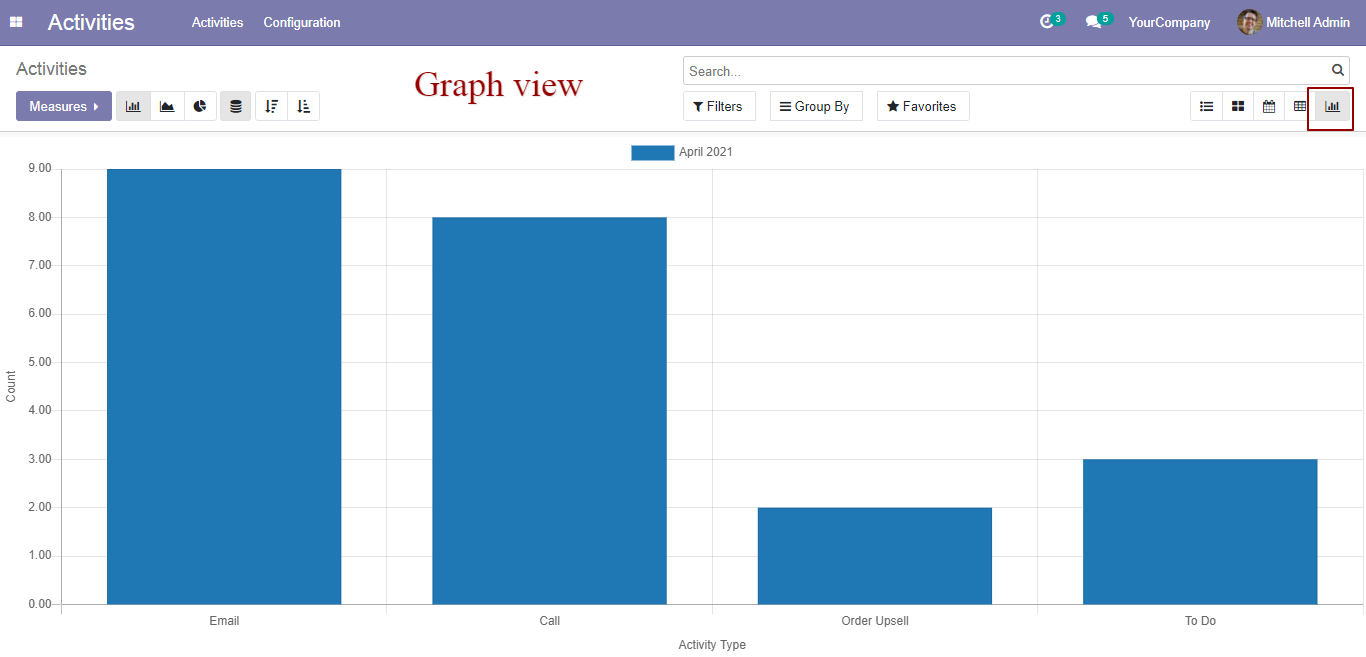 Activities Activities Configuration 3 5 YourCompany Mitchell Admin
Activities
Graph view
Search...
Measures
Filters Group By Favorites
April 2021
9.00
8.00
7.00
6.00
5.00
4.00
3.00
2.00
1.00
0.00
Count
Email Call Order Upsell To Do
Activity Type